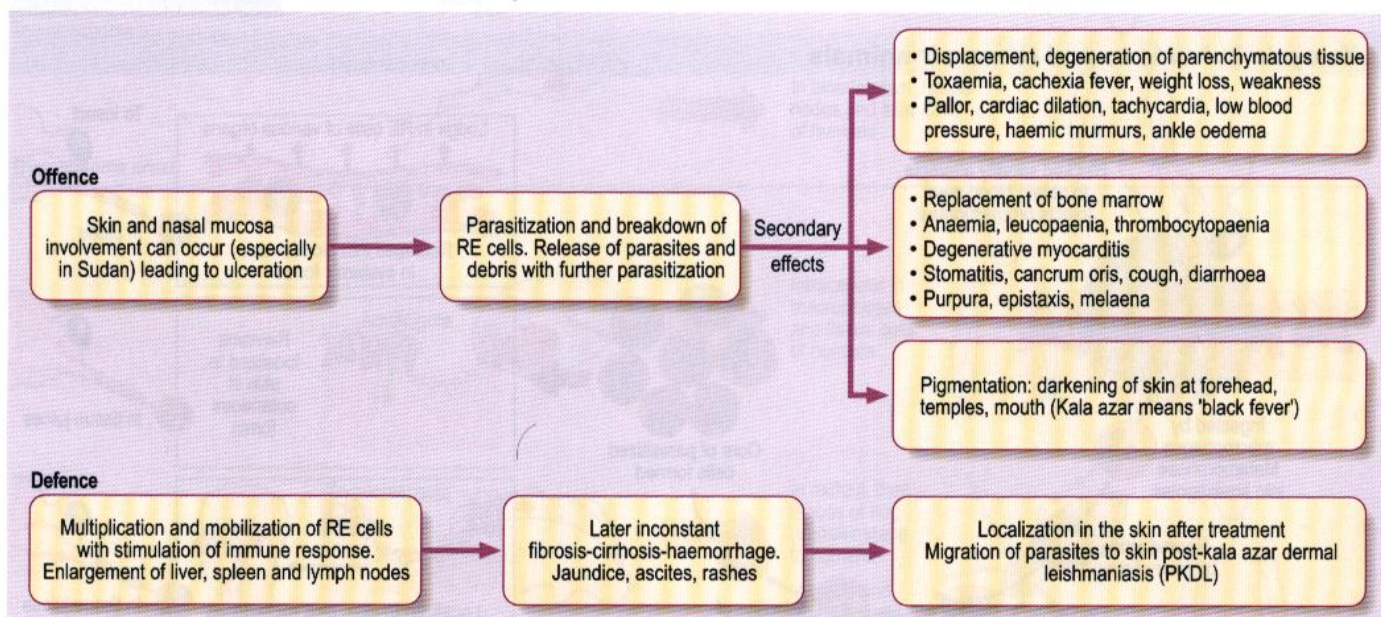 Offence
Skin and nasal mucosa
involvement can occur (especially
in Sudan) leading to ulceration
Parasitization and breakdown of
RE cells. Release of parasites and
debris with further parasitization
Secondary
effects
• Displacement, degeneration of parenchymatous tissue
• Toxaemia, cachexia fever, weight loss, weakness
• Pallor, cardiac dilation, tachycardia, low blood
pressure, haemic murmurs, ankle oedema
• Replacement of bone marrow
• Anaemia, leucopaenia, thrombocytopaenia
• Degenerative myocarditis
• Stomatitis, cancrum oris, cough, diarrhoea
• Purpura, epistaxis, melaena
Pigmentation: darkening of skin at forehead,
temples, mouth (Kala azar means 'black fever')
Defence
Multiplication and mobilization of RE cells
with stimulation of immune response.
Enlargement of liver, spleen and lymph nodes
Later inconstant
fibrosis-cirrhosis-haemorrhage.
Jaundice, ascites, rashes
Localization in the skin after treatment
Migration of parasites to skin post-kala azar dermal
leishmaniasis (PKDL)